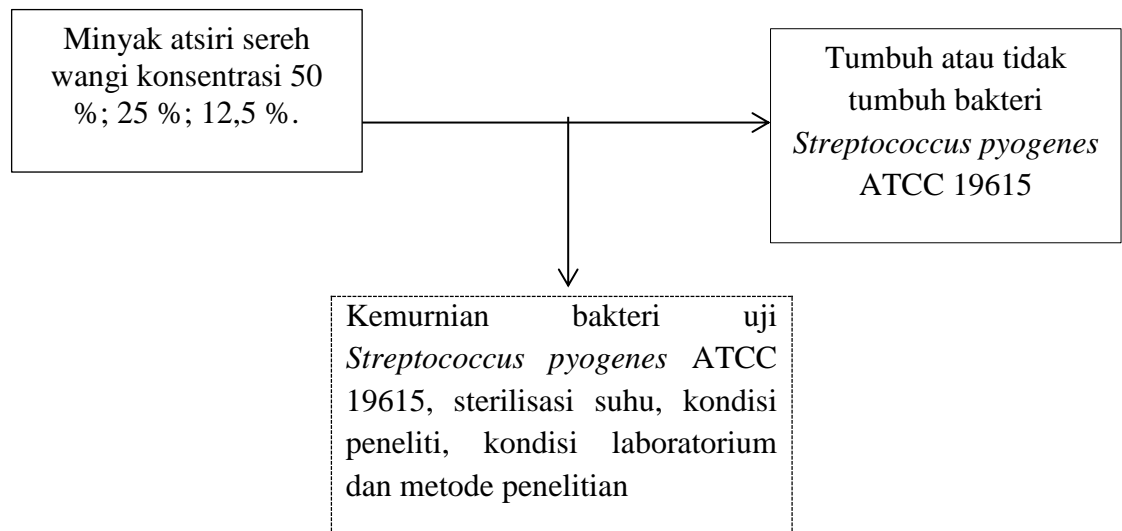 Minyak atsiri sereh
wangi konsentrasi 50
%; 25 %; 12,5 %.
Tumbuh atau tidak
tumbuh bakteri
Streptococcus pyogenes
ATCC 19615
Kemurnian bakteri uji
Streptococcus pyogenes ATCC
19615, sterilisasi suhu, kondisi
peneliti, kondisi laboratorium
dan metode penelitian